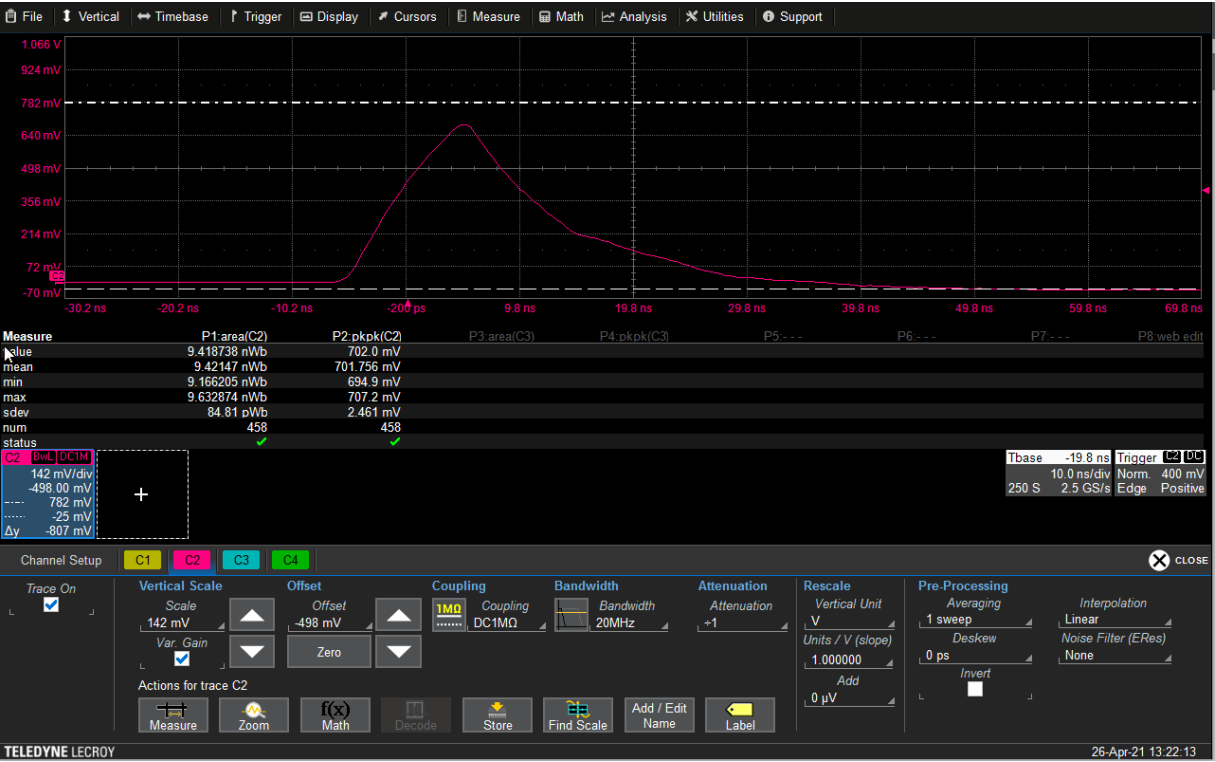 File Vertical Timebase Trigger Display Cursors Measure Math Analysis Utilities Support
1.066 V
924 mV
782 mV
640 mV
498 mV
356 mV
214 mV
72 mV
C2
-70 mV
-30.2 ns -20.2 ns -10.2 ns -200 ps 9.8 ns 19.8 ns 29.8 ns 39.8 ns 49.8 ns 59.8 ns 69.8 ns
Measure P1:area(C2) P2:pkpk(C2) P3:area(C3) P4:pkpk(C3) P5:- - - P6:- - - P7:- - - P8:web edit
value 9.418738 nWb 702.0 mV
mean 9.42147 nWb 701.756 mV
min 9.166205 nWb 694.9 mV
max 9.632874 nWb 707.2 mV
sdev 84.81 pWb 2.461 mV
num 458 458
status
C2 BwL DC1M
142 mV/div
-498.00 mV
782 mV
-25 mV
Δy -807 mV
+
Tbase -19.8 ns
10.0 ns/div
250 S 2.5 GS/s
Trigger C2 DC
Norm. 400 mV
Edge Positive
Channel Setup C1 C2 C3 C4 CLOSE
Trace On
Vertical Scale
Scale
142 mV
Var. Gain
Offset
Offset
-498 mV
Zero
Coupling
1MΩ Coupling
DC1MΩ
Bandwidth
Bandwidth
20MHz
Attenuation
Attenuation
÷1
Rescale
Vertical Unit
V
Units / V (slope)
1.000000
Add
0 µV
Pre-Processing
Averaging
1 sweep
Deskew
0 ps
Invert
Interpolation
Linear
Noise Filter (ERes)
None
Actions for trace C2
Measure
Zoom
f(x)
Math
Decode
Store
Find Scale
Add / Edit
Name
Label
TELEDYNE LECROY
26-Apr-21 13:22:13